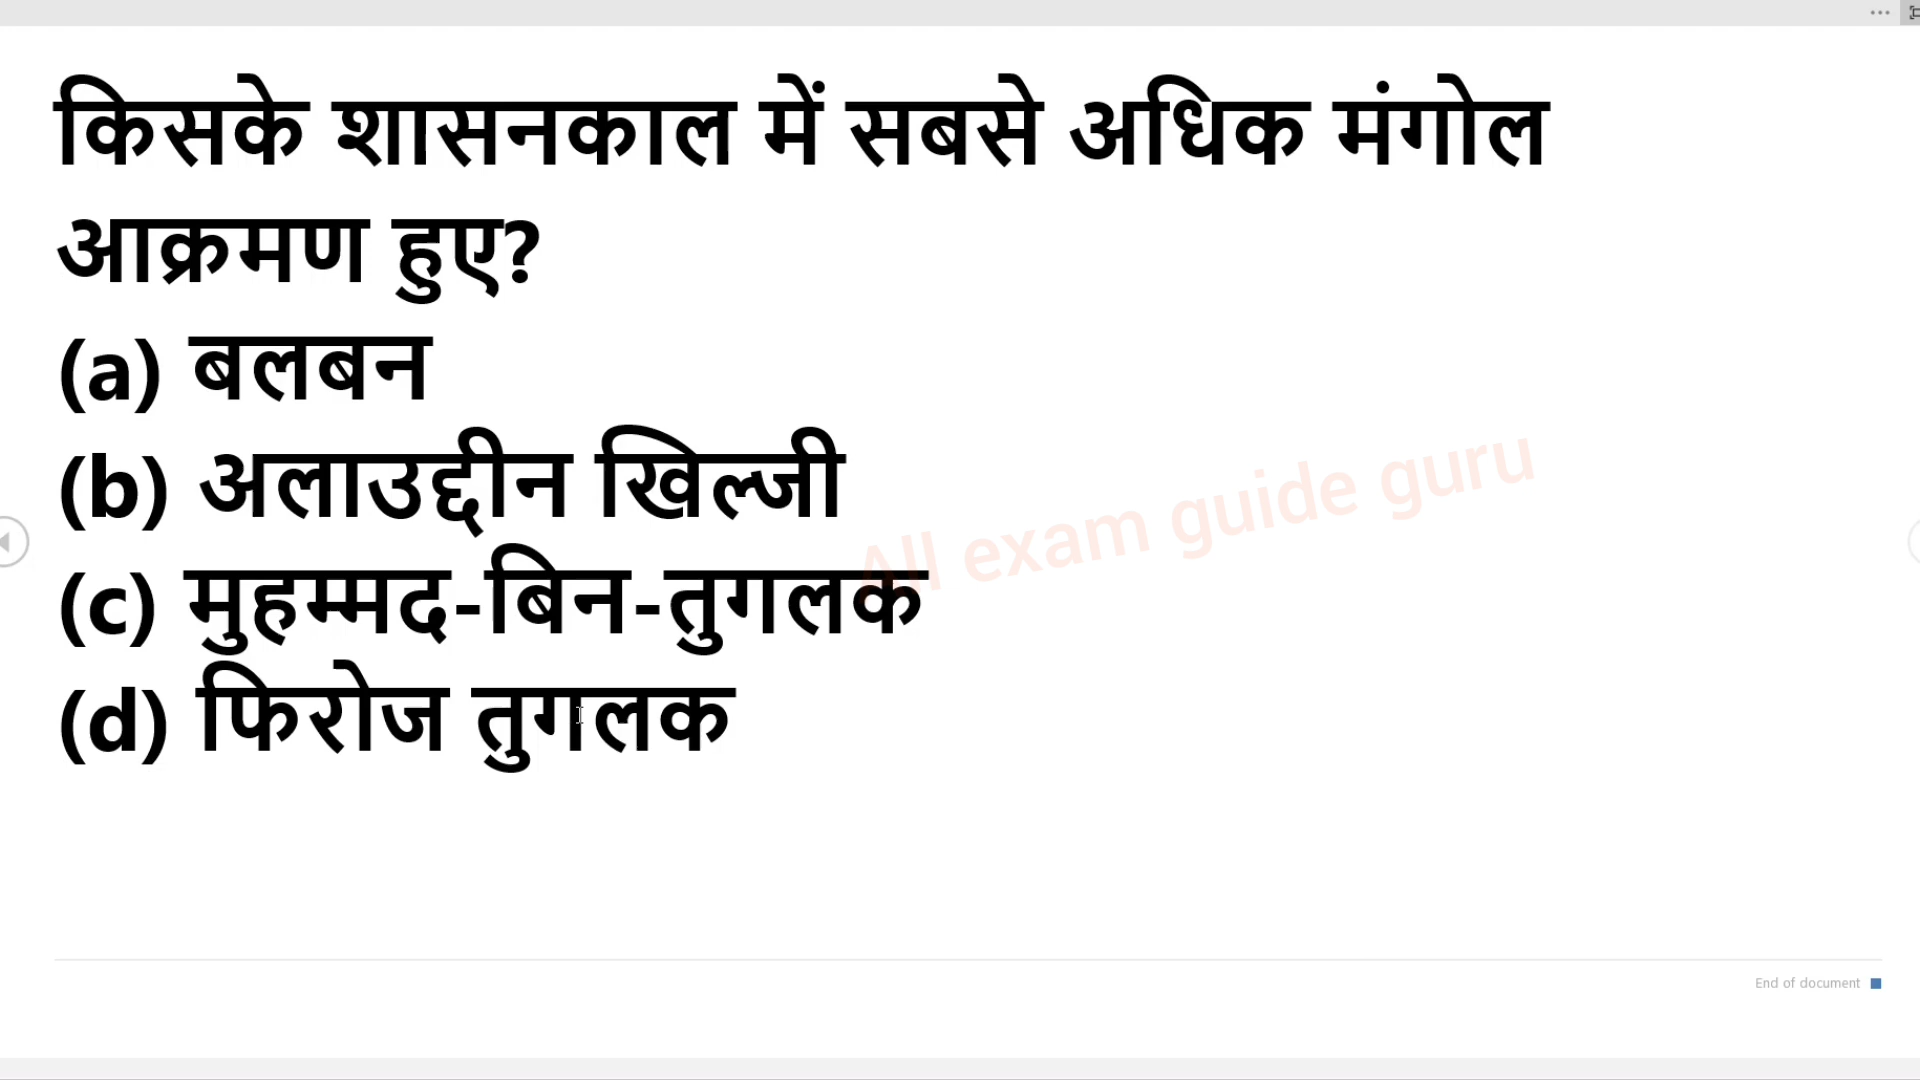 किसके शासनकाल में सबसे अधिक मंगोल
आक्रमण हुए?
(a) बलबन
(b) अलाउद्दीन खिल्जी
(c) मुहम्मद-बिन-तुगलक
(d) फिरोज तुगलक
All exam guide guru
End of document